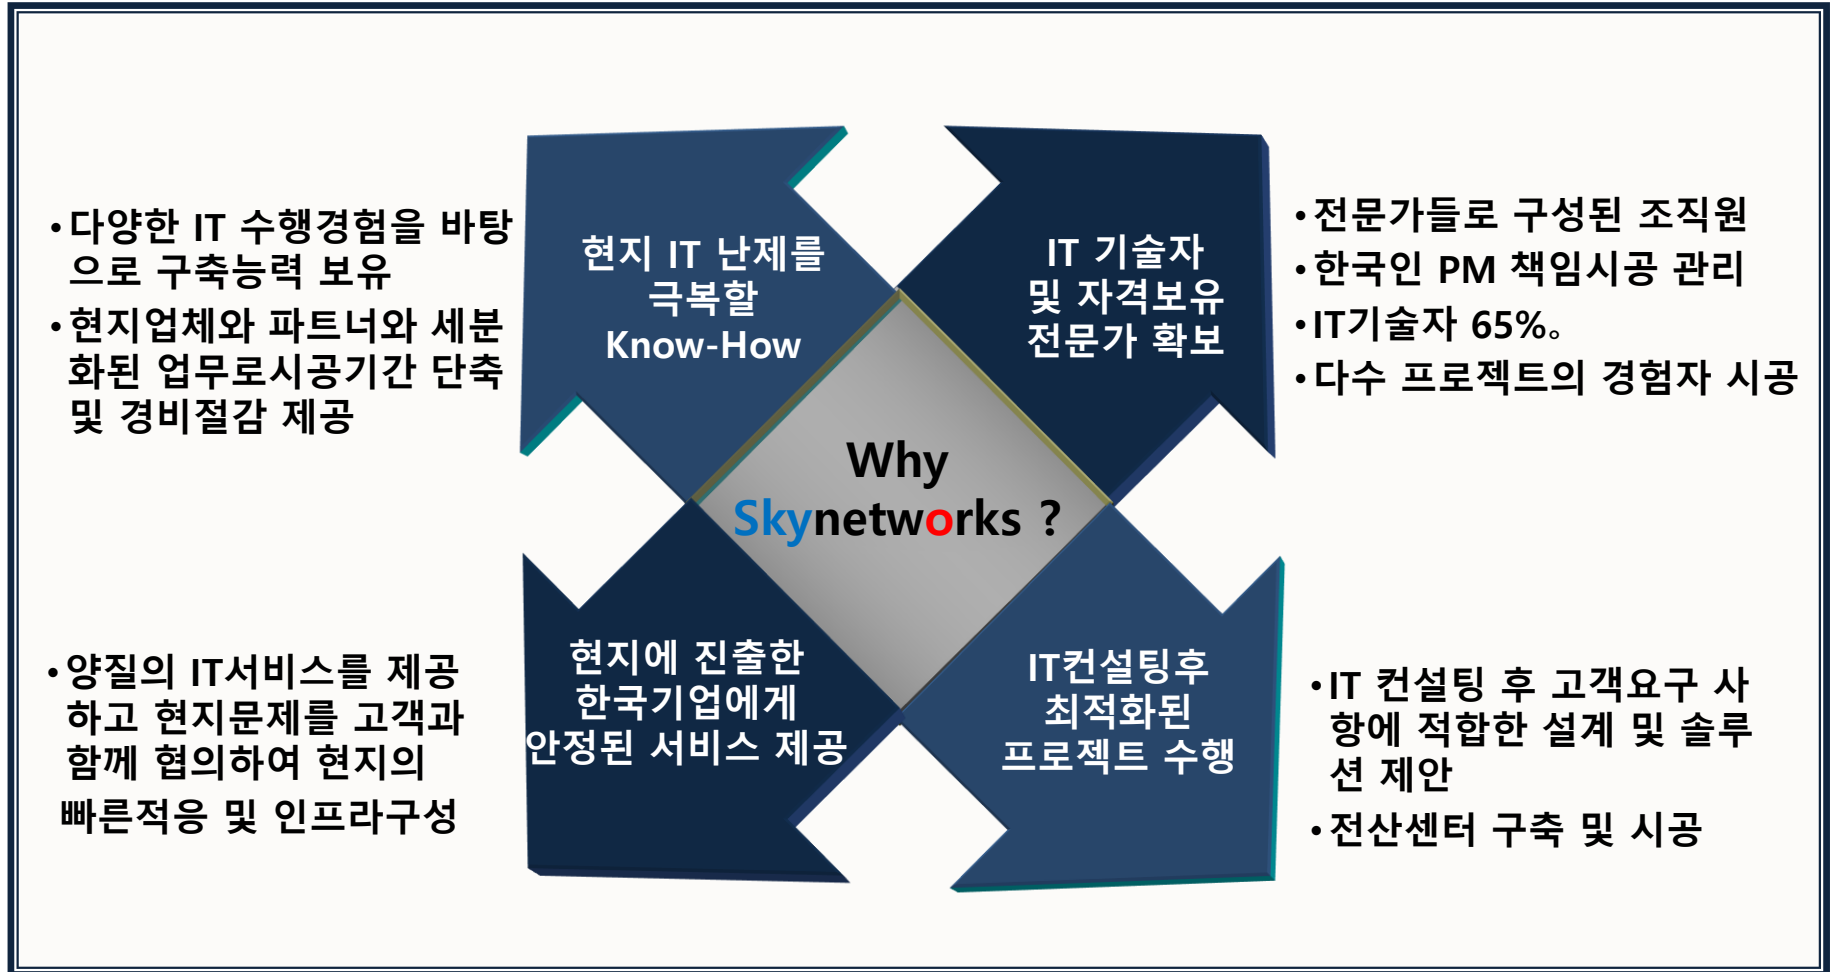 • 다양한 IT 수행경험을 바탕
으로 구축능력 보유
• 현지업체와 파트너와 세분
화된 업무로시공기간 단축
및 경비절감 제공
현지 IT 난제를
극복할
Know-How
IT 기술자
및 자격보유
전문가 확보
• 전문가들로 구성된 조직원
• 한국인 PM 책임시공 관리
• IT기술자 65%。
• 다수 프로젝트의 경험자 시공
Why
Skynetworks ?
• 양질의 IT서비스를 제공
하고 현지문제를 고객과
함께 협의하여 현지의
빠른적응 및 인프라구성
현지에 진출한
한국기업에게
안정된 서비스 제공
IT컨설팅후
최적화된
프로젝트 수행
• IT 컨설팅 후 고객요구 사
항에 적합한 설계 및 솔루
션 제안
• 전산센터 구축 및 시공